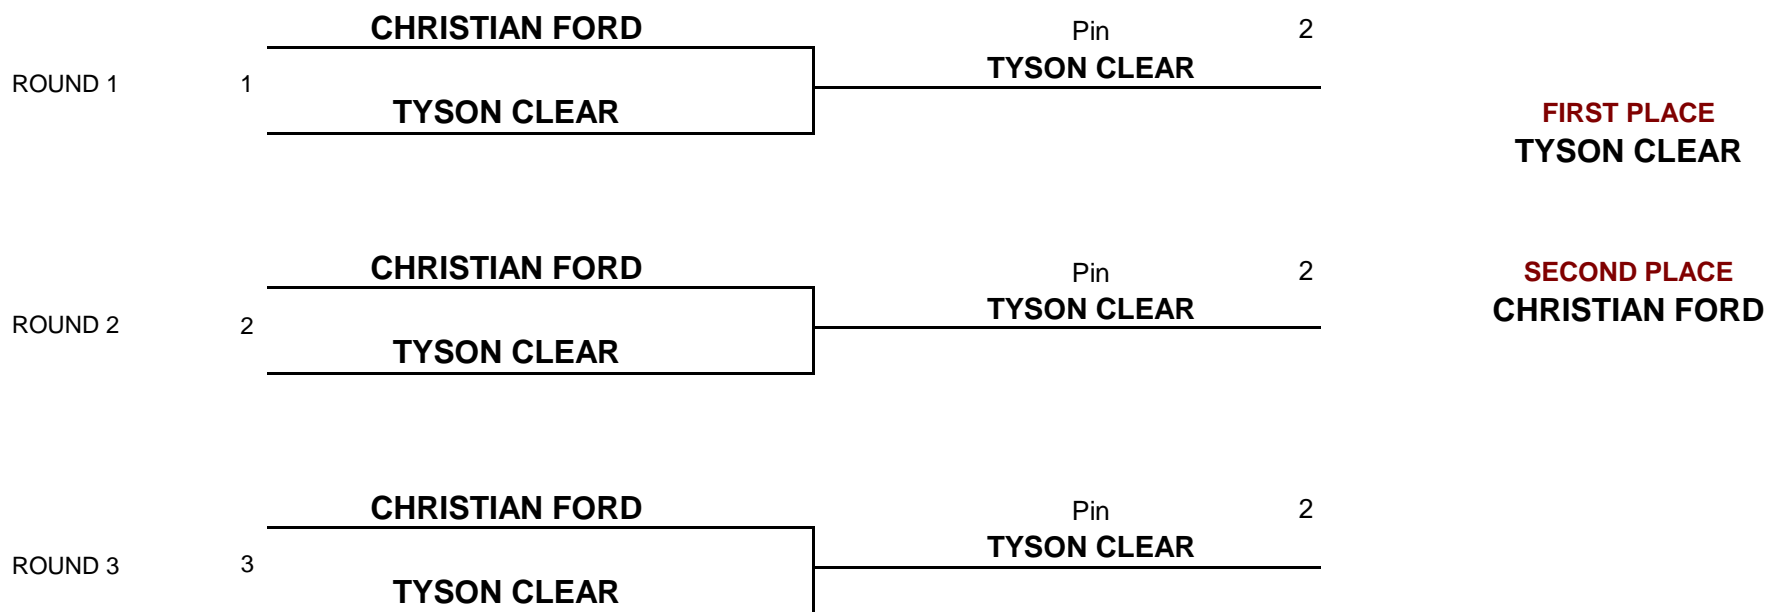 CHRISTIAN FORD
Pin 2
TYSON CLEAR
ROUND 1 1
TYSON CLEAR
FIRST PLACE
TYSON CLEAR
CHRISTIAN FORD
Pin 2
SECOND PLACE
TYSON CLEAR
CHRISTIAN FORD
ROUND 2 2
TYSON CLEAR
CHRISTIAN FORD
Pin 2
TYSON CLEAR
ROUND 3 3
TYSON CLEAR